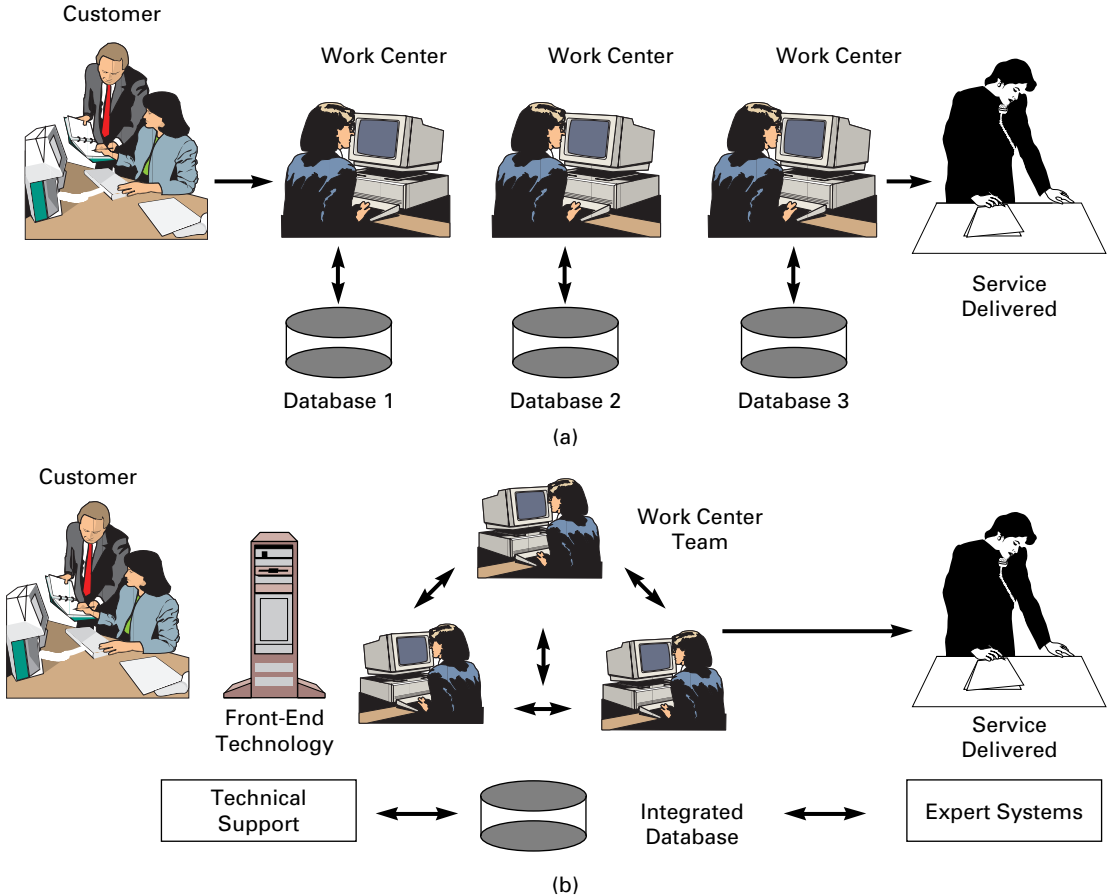 Customer
Work Center
Work Center
Work Center
Service
Delivered
Database 1
Database 2
Database 3
(a)
Customer
Work Center
Team
Front-End
Technology
Service
Delivered
Technical
Support
Integrated
Database
Expert Systems
(b)